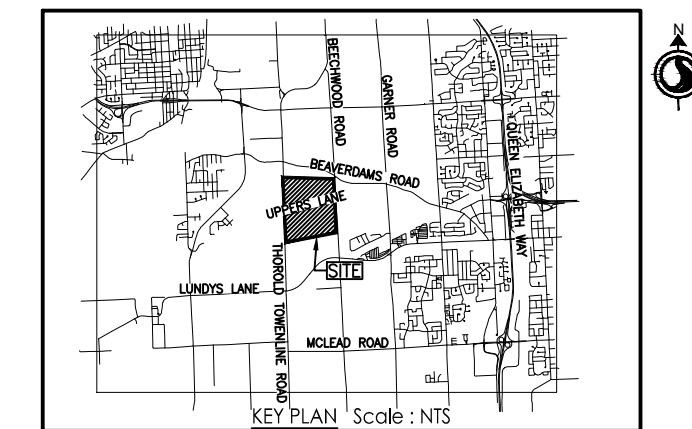 N
BEECHWOOD ROAD
GARNER ROAD
QUEEN ELIZABETH WAY
BEAVERDAMS ROAD
UPPERS LANE
SITE
THOROLD TOWENLINE ROAD
LUNDYS LANE
MCLEAD ROAD
KEY PLAN Scale : NTS